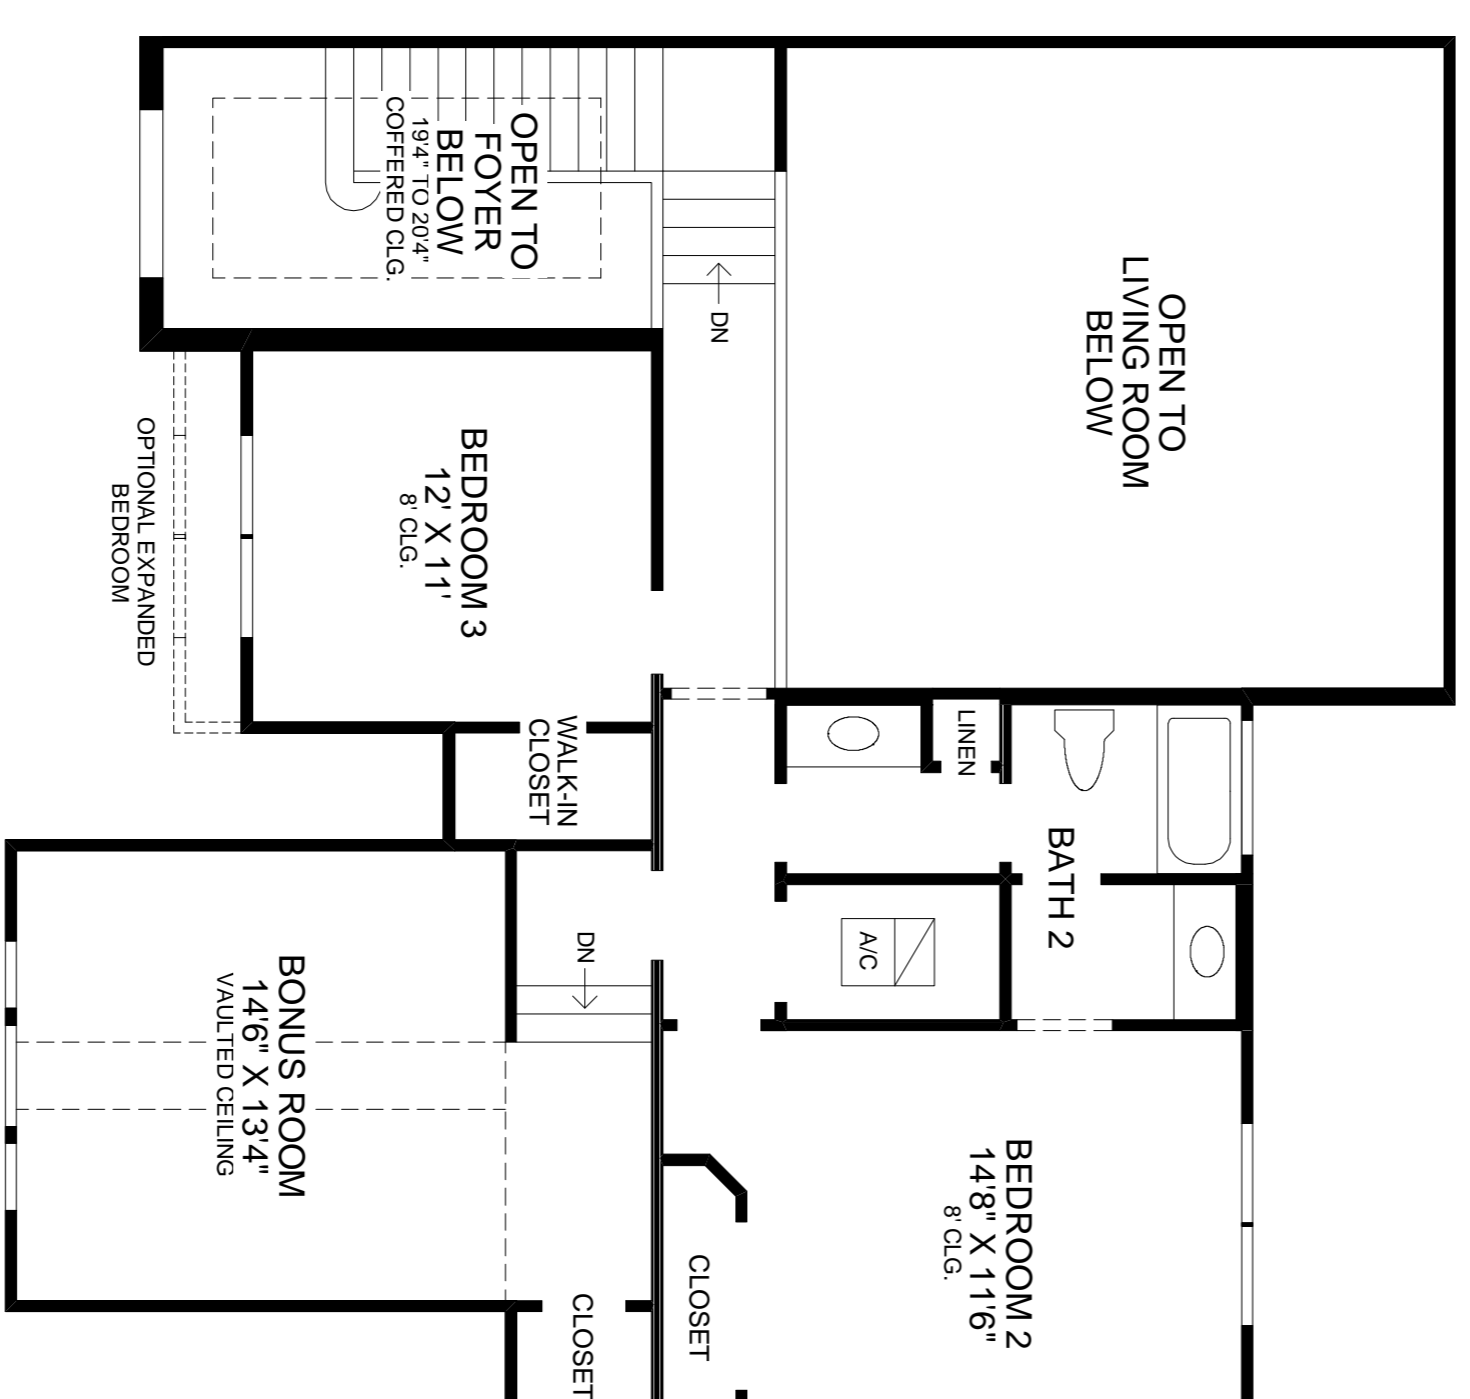 OPEN TO
LIVING ROOM
BELOW
OPEN TO
FOYER
BELOW
19'4" TO 20'4"
COFFERED CLG.
DN
BEDROOM 3
12' X 11'
8' CLG.
OPTIONAL EXPANDED
BEDROOM
WALK-IN
CLOSET
LINEN
BATH 2
A/C
DN
BONUS ROOM
14'6" X 13'4"
VAULTED CEILING
BEDROOM 2
14'8" X 11'6"
8' CLG.
CLOSET
CLOSET